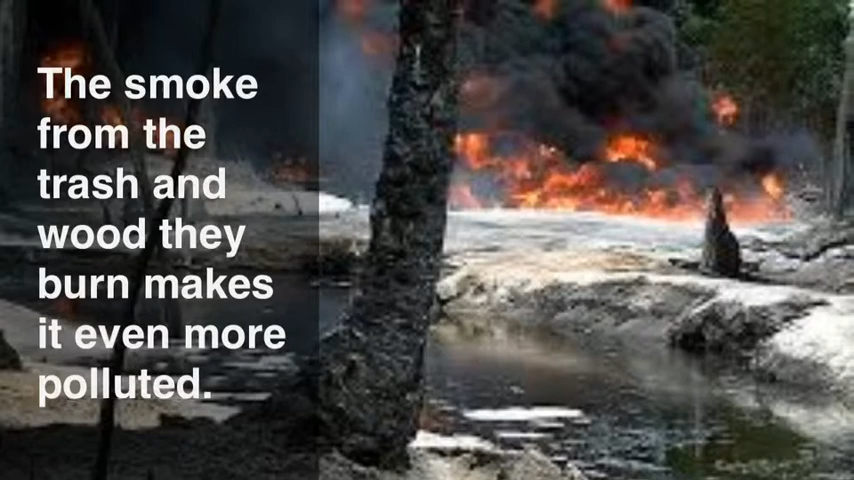 The smoke
from the
trash and
wood they
burn makes
it even more
polluted.